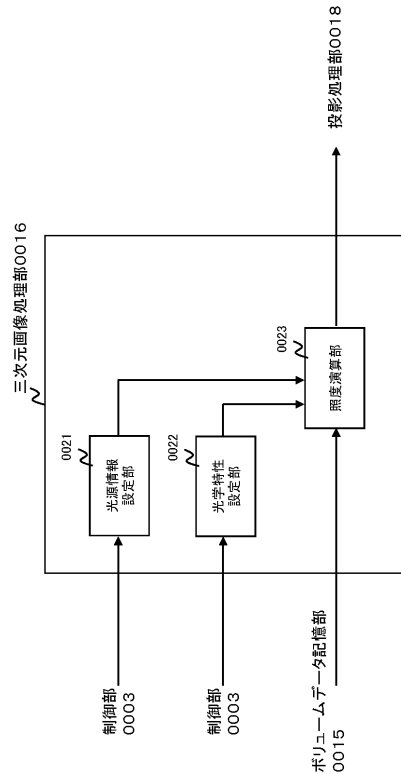 三次元画像処理部0016
制御部
0003
0021
光源情報
設定部
制御部
0003
0022
光学特性
設定部
ボリュームデータ記憶部
0015
0023
照度演算部
投影処理部0018